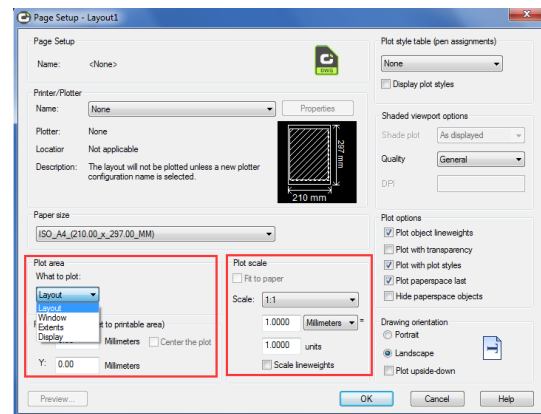 Page Setup - Layout1
Page Setup
Name: <None>
DWG
Printer/Plotter
Name: None
Properties
Plotter: None
Locatior Not applicable
Description: The layout will not be plotted unless a new plotter
configuration name is selected.
297 mm
210 mm
Paper size
ISO_A4_(210.00_x_297.00_MM)
Plot area
What to plot:
Layout
Layout
Window
Extents
Display
to printable area)
Millimeters
Center the plot
Y: 0.00 Millimeters
Plot scale
Fit to paper
Scale: 1:1
1.0000 Millimeters =
1.0000 units
Scale lineweights
Plot style table (pen assignments)
None
Display plot styles
Shaded viewport options
Shade plot As displayed
Quality General
DPI
Plot options
Plot object lineweights
Plot with transparency
Plot with plot styles
Plot paperspace last
Hide paperspace objects
Drawing orientation
Portrait
Landscape
Plot upside-down
Preview...
OK
Cancel
Help